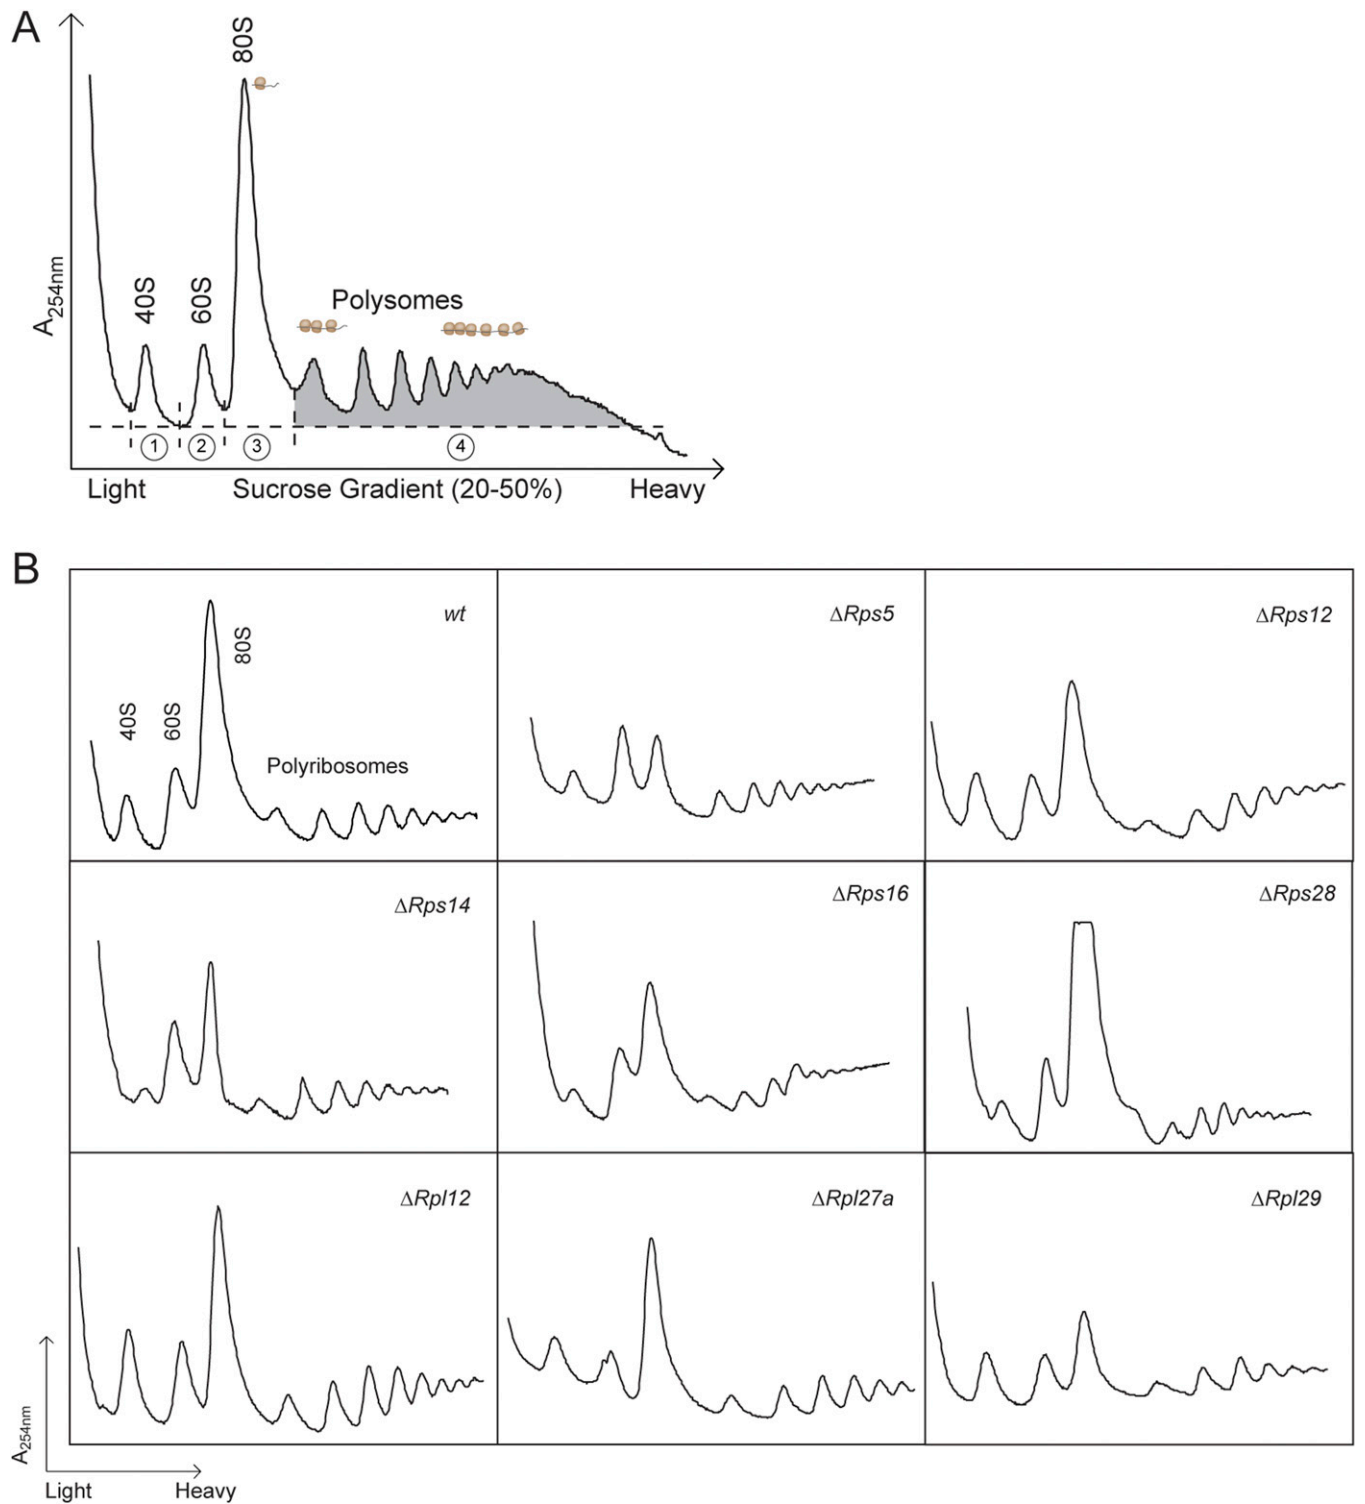 A
80S
40S
60S
Polysomes
A254nm
1
2
3
4
Light
Sucrose Gradient (20-50%)
Heavy
B
wt
80S
40S
60S
Polyribosomes
ΔRps5
ΔRps12
ΔRps14
ΔRps16
ΔRps28
ΔRpl12
ΔRpl27a
ΔRpl29
A254nm
Light
Heavy